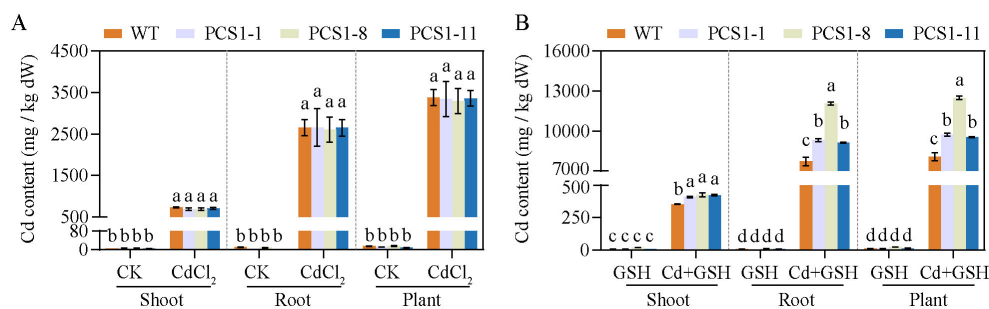 A
WT PCS1-1 PCS1-8 PCS1-11
Cd content (mg / kg dW)
4500
3500
2500
1500
500
80
0
b b b b
a a a a
b b b b
a a a a
b b b b
a a a a
CK CdCl2 CK CdCl2 CK CdCl2
Shoot Root Plant
B
WT PCS1-1 PCS1-8 PCS1-11
Cd content (mg / kg dW)
16000
13000
10000
7000
500
250
0
c c c c
b a a a
d d d d
c b a b
d d d d
c b a b
GSH Cd+GSH GSH Cd+GSH GSH Cd+GSH
Shoot Root Plant